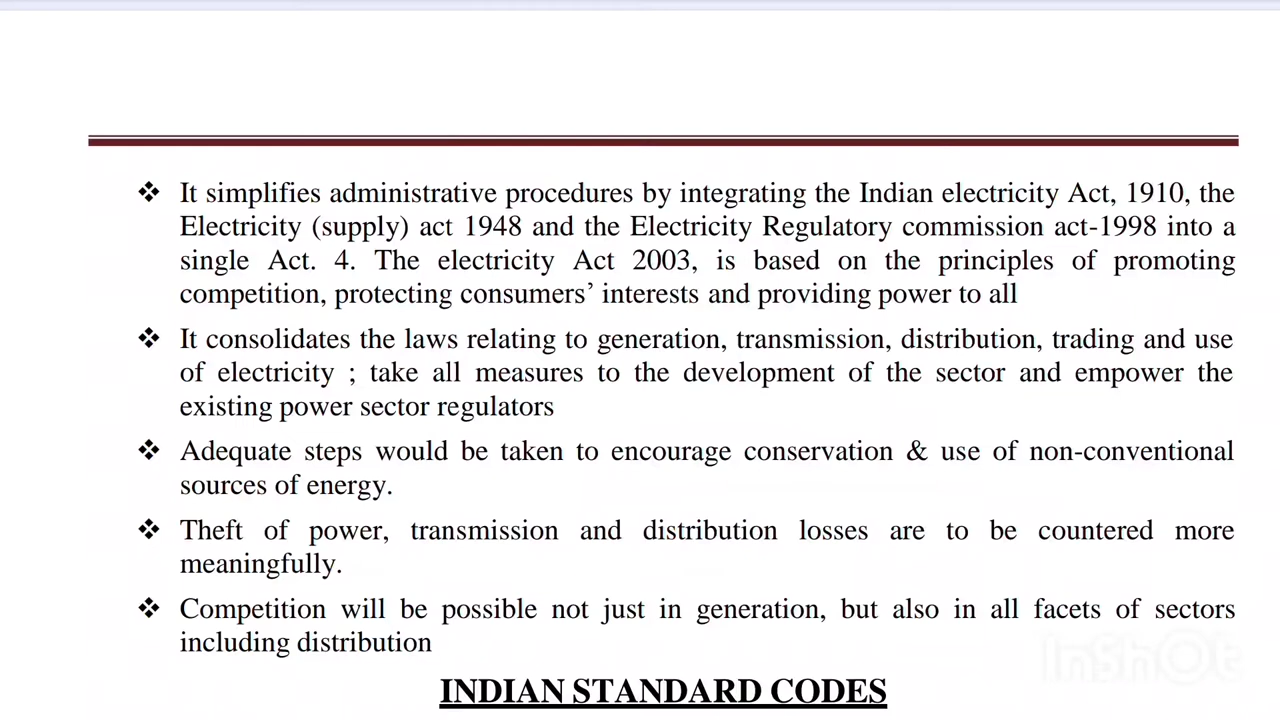 ❖ It simplifies administrative procedures by integrating the Indian electricity Act, 1910, the
Electricity (supply) act 1948 and the Electricity Regulatory commission act-1998 into a
single Act. 4. The electricity Act 2003, is based on the principles of promoting
competition, protecting consumers’ interests and providing power to all
❖ It consolidates the laws relating to generation, transmission, distribution, trading and use
of electricity ; take all measures to the development of the sector and empower the
existing power sector regulators
❖ Adequate steps would be taken to encourage conservation & use of non-conventional
sources of energy.
❖ Theft of power, transmission and distribution losses are to be countered more
meaningfully.
❖ Competition will be possible not just in generation, but also in all facets of sectors
including distribution
InShOt
INDIAN STANDARD CODES